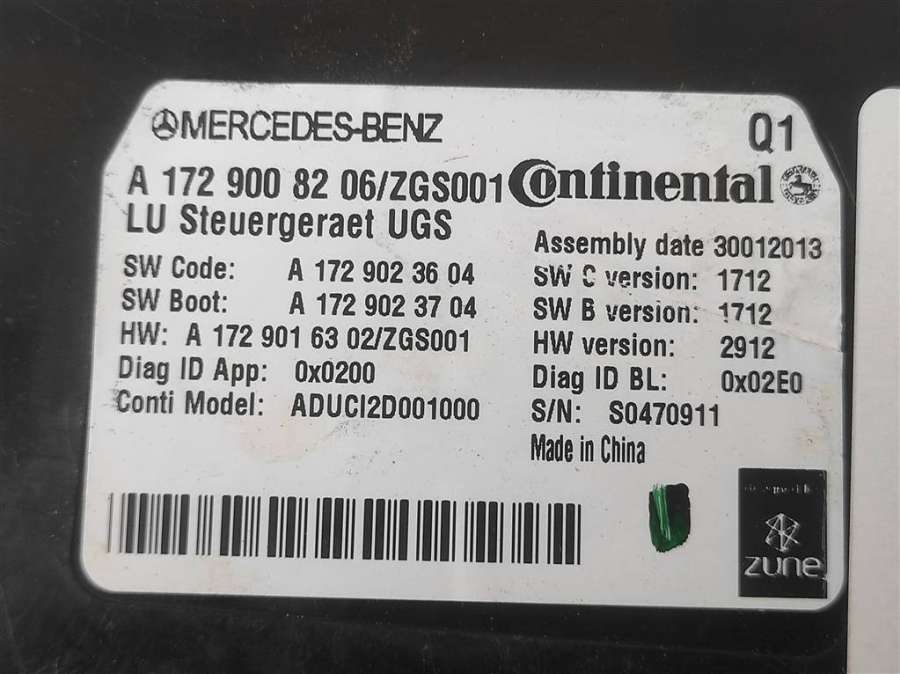 MERCEDES-BENZ
Q1
A 172 900 82 06/ZGS001
Continental
LU Steuergeraet UGS
Assembly date 30012013
SW Code: A 172 902 36 04
SW C version: 1712
SW Boot: A 172 902 37 04
SW B version: 1712
HW: A 172 901 63 02/ZGS001
HW version: 2912
Diag ID App: 0x0200
Diag ID BL: 0x02E0
Conti Model: ADUCI2D001000
S/N: S0470911
Made in China
zune